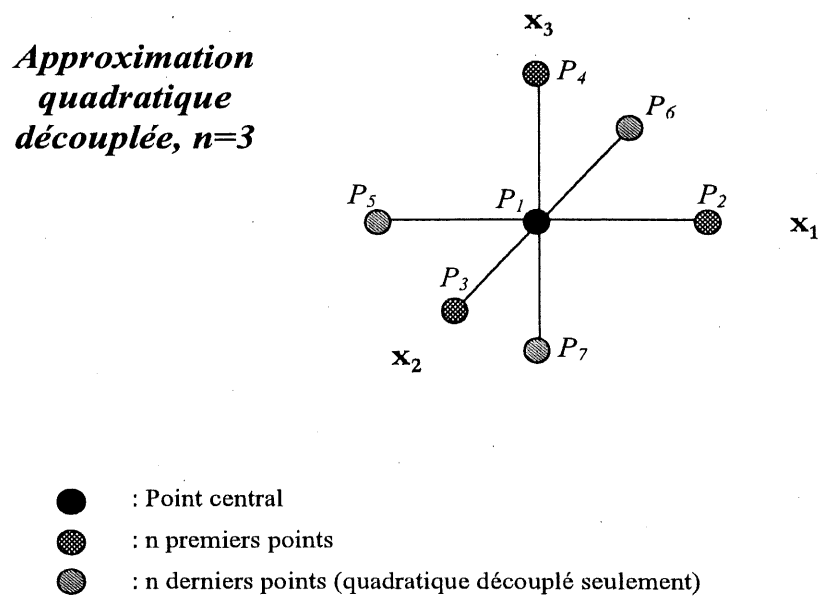 Approximation
quadratique
découplée, n=3
x3
P4
P6
P5
P1
P2
x1
P3
x2
P7
: Point central
: n premiers points
: n derniers points (quadratique découplé seulement)